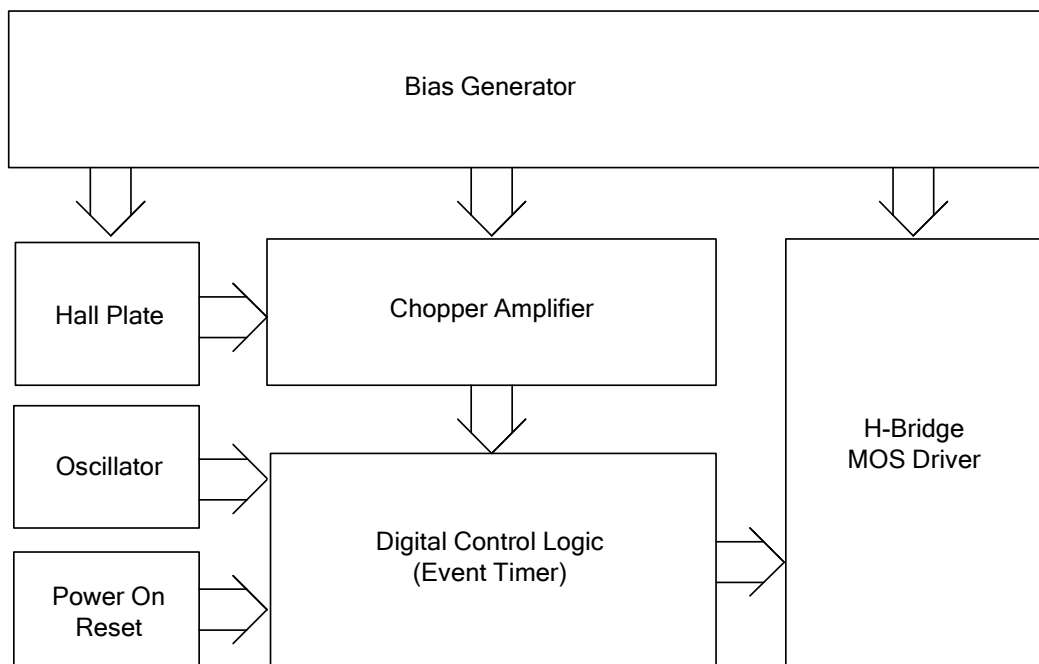 Bias Generator
Hall Plate
Chopper Amplifier
H-Bridge
MOS Driver
Oscillator
Digital Control Logic
(Event Timer)
Power On
Reset